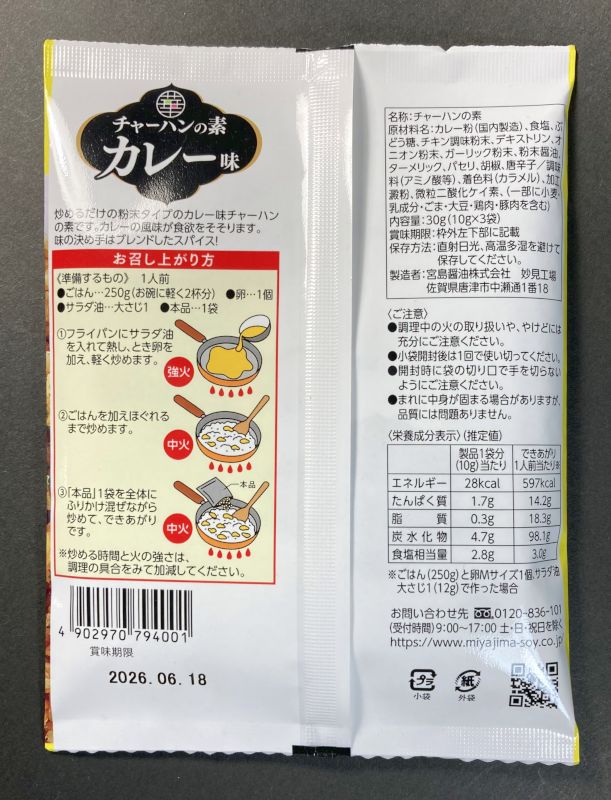 チャーハンの素
カレー味
炒めるだけの粉末タイプのカレー味チャーハン
の素です。カレーの風味が食欲をそそります。
味の決め手はブレンドしたスパイス!
お召し上がり方
《準備するもの》 1人前
●ごはん…250g(お碗に軽く2杯分) ●卵…1個
●サラダ油…大さじ1 ●本品…1袋
①フライパンにサラダ油
を入れて熱し、とき卵を
加え、軽く炒めます。
強火
②ごはんを加えほぐれる
まで炒めます。
中火
③「本品」1袋を全体に
ふりかけ混ぜながら
炒めて、できあがり
です。
本品
中火
※炒める時間と火の強さは、
調理の具合をみて加減してください。
4 902970 794001
賞味期限
2026.06.18
名称:チャーハンの素
原材料名:カレー粉(国内製造)、食塩、ぶ
どう糖、チキン調味粉末、デキストリン、オ
ニオン粉末、ガーリック粉末、粉末醤油、
ターメリック、パセリ、胡椒、唐辛子/調味
料(アミノ酸等)、着色料(カラメル)、加工
澱粉、微粒二酸化ケイ素、(一部に小麦・
乳成分・ごま・大豆・鶏肉・豚肉を含む)
内容量:30g(10g×3袋)
賞味期限:枠外左下部に記載
保存方法:直射日光、高温多湿を避けて
保存してください。
製造者:宮島醤油株式会社 妙見工場
佐賀県唐津市中瀬通1番18
〈ご注意〉
●調理中の火の取り扱いや、やけどには
充分にご注意ください。
●小袋開封後は1回で使い切ってください。
●開封時に袋の切り口で手を切らない
ようにご注意ください。
●まれに中身が固まる場合がありますが、
品質には問題ありません。
〈栄養成分表示〉(推定値)
製品1袋分 できあがり
(10g)当たり 1人前当たり※
エネルギー 28kcal 597kcal
たんぱく質 1.7g 14.2g
脂質 0.3g 18.3g
炭水化物 4.7g 98.1g
食塩相当量 2.8g 3.0g
※ごはん(250g)と卵Mサイズ1個、サラダ油
大さじ1(12g)で作った場合
お問い合わせ先 0120-836-101
(受付時間)9:00〜17:00 土・日・祝日を除く
https://www.miyajima-soy.co.jp/
プラ 紙
小袋 外袋